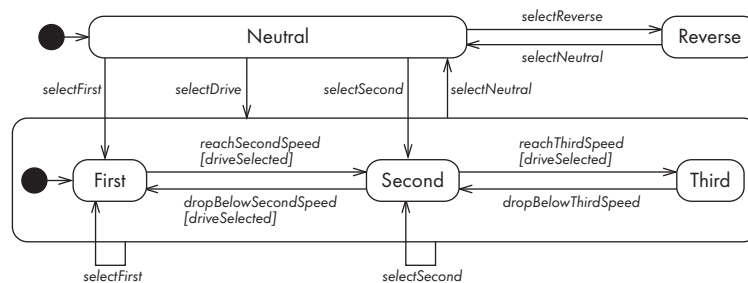 Neutral
selectReverse
Reverse
selectNeutral
selectFirst
selectDrive
selectSecond
selectNeutral
reachSecondSpeed
[driveSelected]
reachThirdSpeed
[driveSelected]
First
Second
Third
dropBelowSecondSpeed
[driveSelected]
dropBelowThirdSpeed
selectFirst
selectSecond